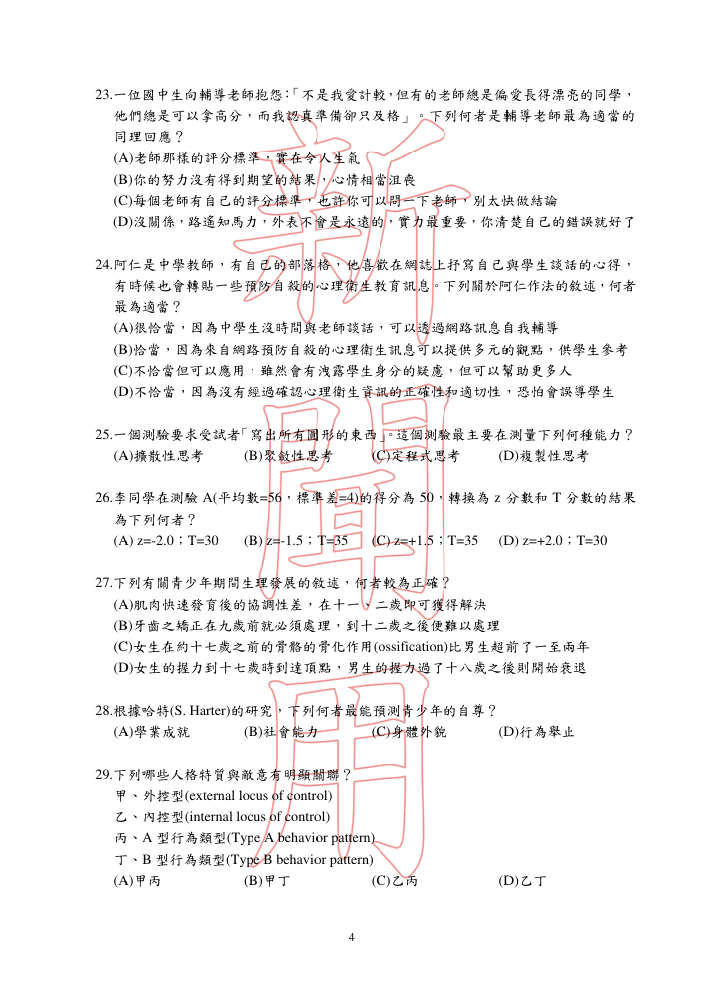 23.一位國中生向輔導老師抱怨：「不是我愛計較，但有的老師總是偏愛長得漂亮的同學，
他們總是可以拿高分，而我認真準備卻只及格」。下列何者是輔導老師最為適當的
同理回應？
(A)老師那樣的評分標準，實在令人生氣
(B)你的努力沒有得到期望的結果，心情相當沮喪
(C)每個老師有自己的評分標準，也許你可以問一下老師，別太快做結論
(D)沒關係，路遙知馬力，外表不會是永遠的，實力最重要，你清楚自己的錯誤就好了
24.阿仁是中學教師，有自己的部落格，他喜歡在網誌上抒寫自己與學生談話的心得，
有時候也會轉貼一些預防自殺的心理衛生教育訊息。下列關於阿仁作法的敘述，何者
最為適當？
(A)很恰當，因為中學生沒時間與老師談話，可以透過網路訊息自我輔導
(B)恰當，因為來自網路預防自殺的心理衛生訊息可以提供多元的觀點，供學生參考
(C)不恰當但可以應用，雖然會有洩露學生身分的疑慮，但可以幫助更多人
(D)不恰當，因為沒有經過確認心理衛生資訊的正確性和適切性，恐怕會誤導學生
25.一個測驗要求受試者「寫出所有圓形的東西」。這個測驗最主要在測量下列何種能力？
(A)擴散性思考 (B)聚斂性思考 (C)定程式思考 (D)複製性思考
26.李同學在測驗 A(平均數=56，標準差=4)的得分為 50，轉換為 z 分數和 T 分數的結果
為下列何者？
(A) z=-2.0；T=30 (B) z=-1.5；T=35 (C) z=+1.5；T=35 (D) z=+2.0；T=30
27.下列有關青少年期間生理發展的敘述，何者較為正確？
(A)肌肉快速發育後的協調性差，在十一、二歲即可獲得解決
(B)牙齒之矯正在九歲前就必須處理，到十二歲之後便難以處理
(C)女生在約十七歲之前的骨骼的骨化作用(ossification)比男生超前了一至兩年
(D)女生的握力到十七歲時到達頂點，男生的握力過了十八歲之後則開始衰退
28.根據哈特(S. Harter)的研究，下列何者最能預測青少年的自尊？
(A)學業成就 (B)社會能力 (C)身體外貌 (D)行為舉止
29.下列哪些人格特質與敵意有明顯關聯？
甲、外控型(external locus of control)
乙、內控型(internal locus of control)
丙、A 型行為類型(Type A behavior pattern)
丁、B 型行為類型(Type B behavior pattern)
(A)甲丙 (B)甲丁 (C)乙丙 (D)乙丁
4
新聞用